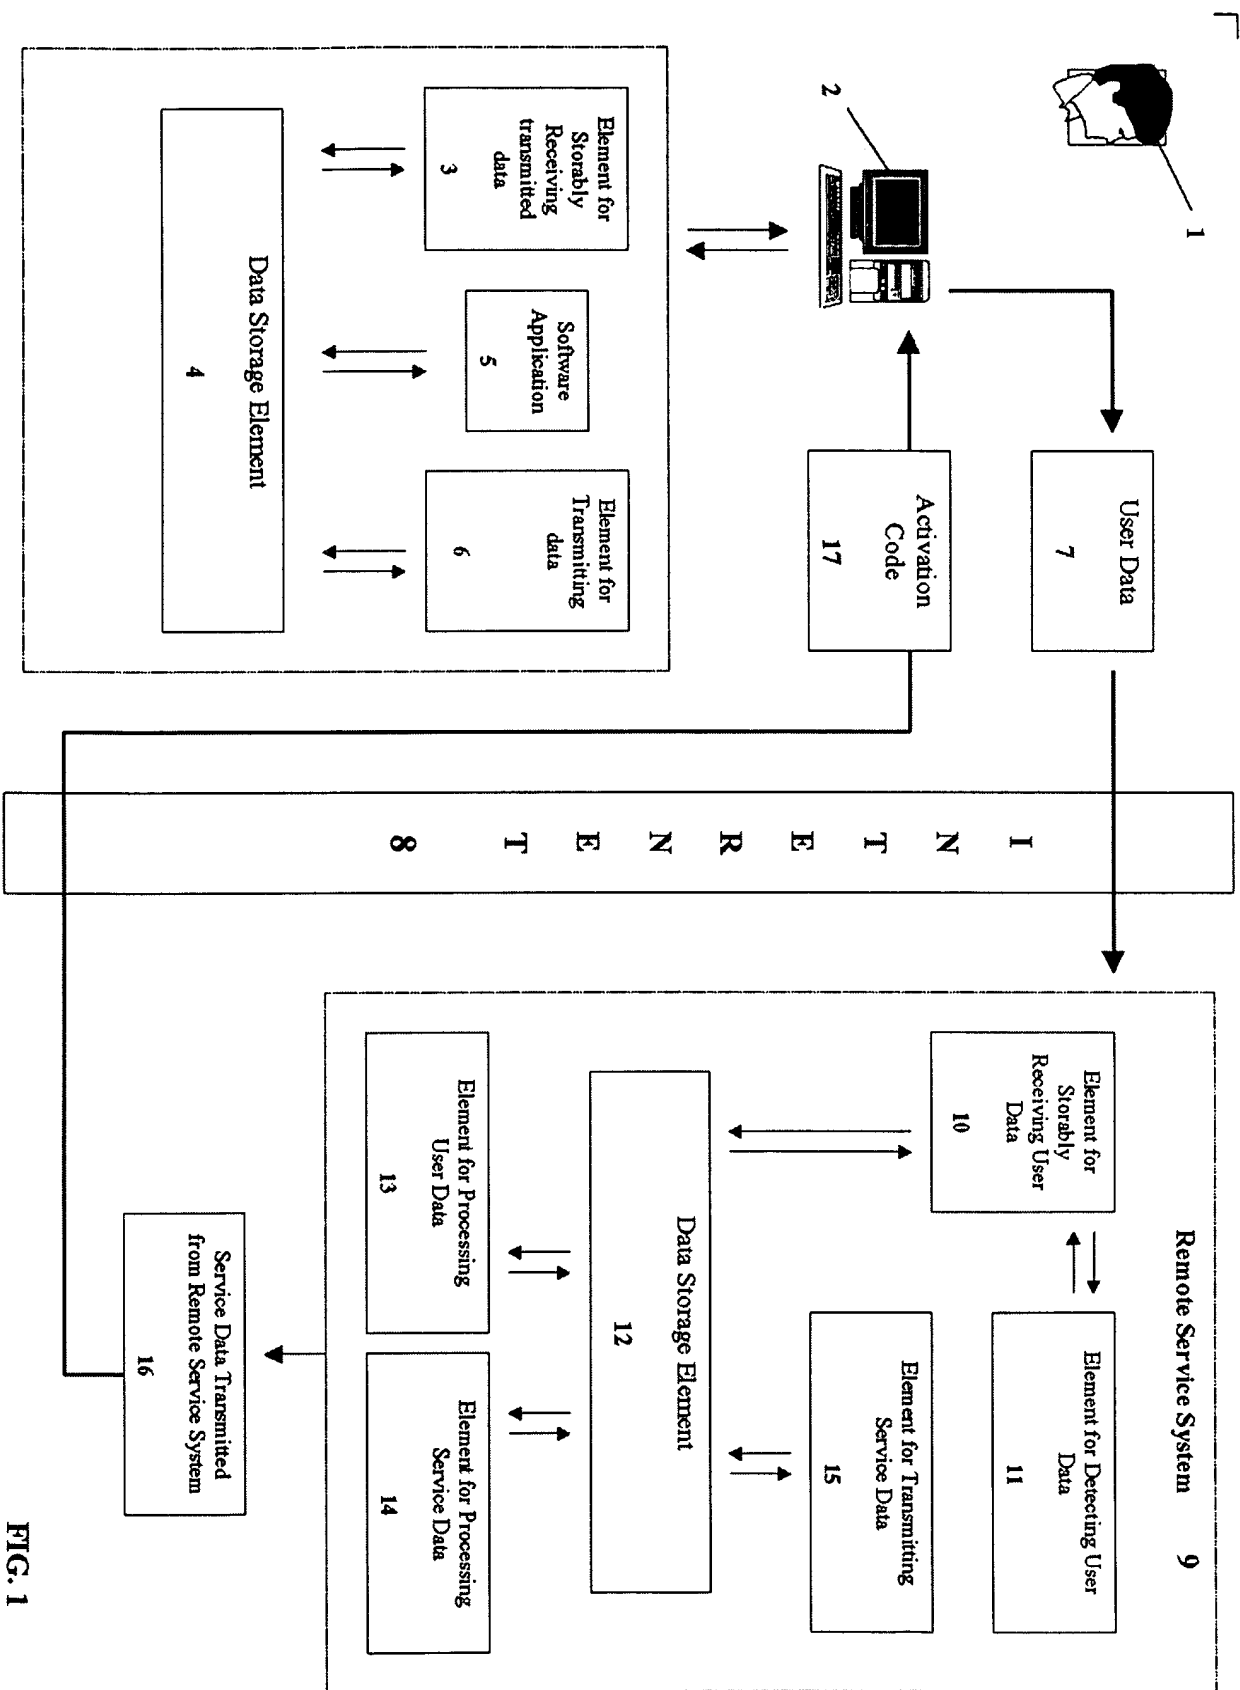 1
2
User Data
7
Activation
Code
17
Element for
Storably
Receiving
transmitted
data
3
Software
Application
5
Element for
Transmitting
data
6
Data Storage Element
4
I N T E R N E T 8
Remote Service System 9
Element for
Storably
Receiving User
Data
10
Element for Detecting User
Data
11
Element for Transmitting
Service Data
15
Data Storage Element
12
Element for Processing
User Data
13
Element for Processing
Service Data
14
Service Data Transmitted
from Remote Service System
16
FIG. 1